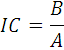 IC = B/A